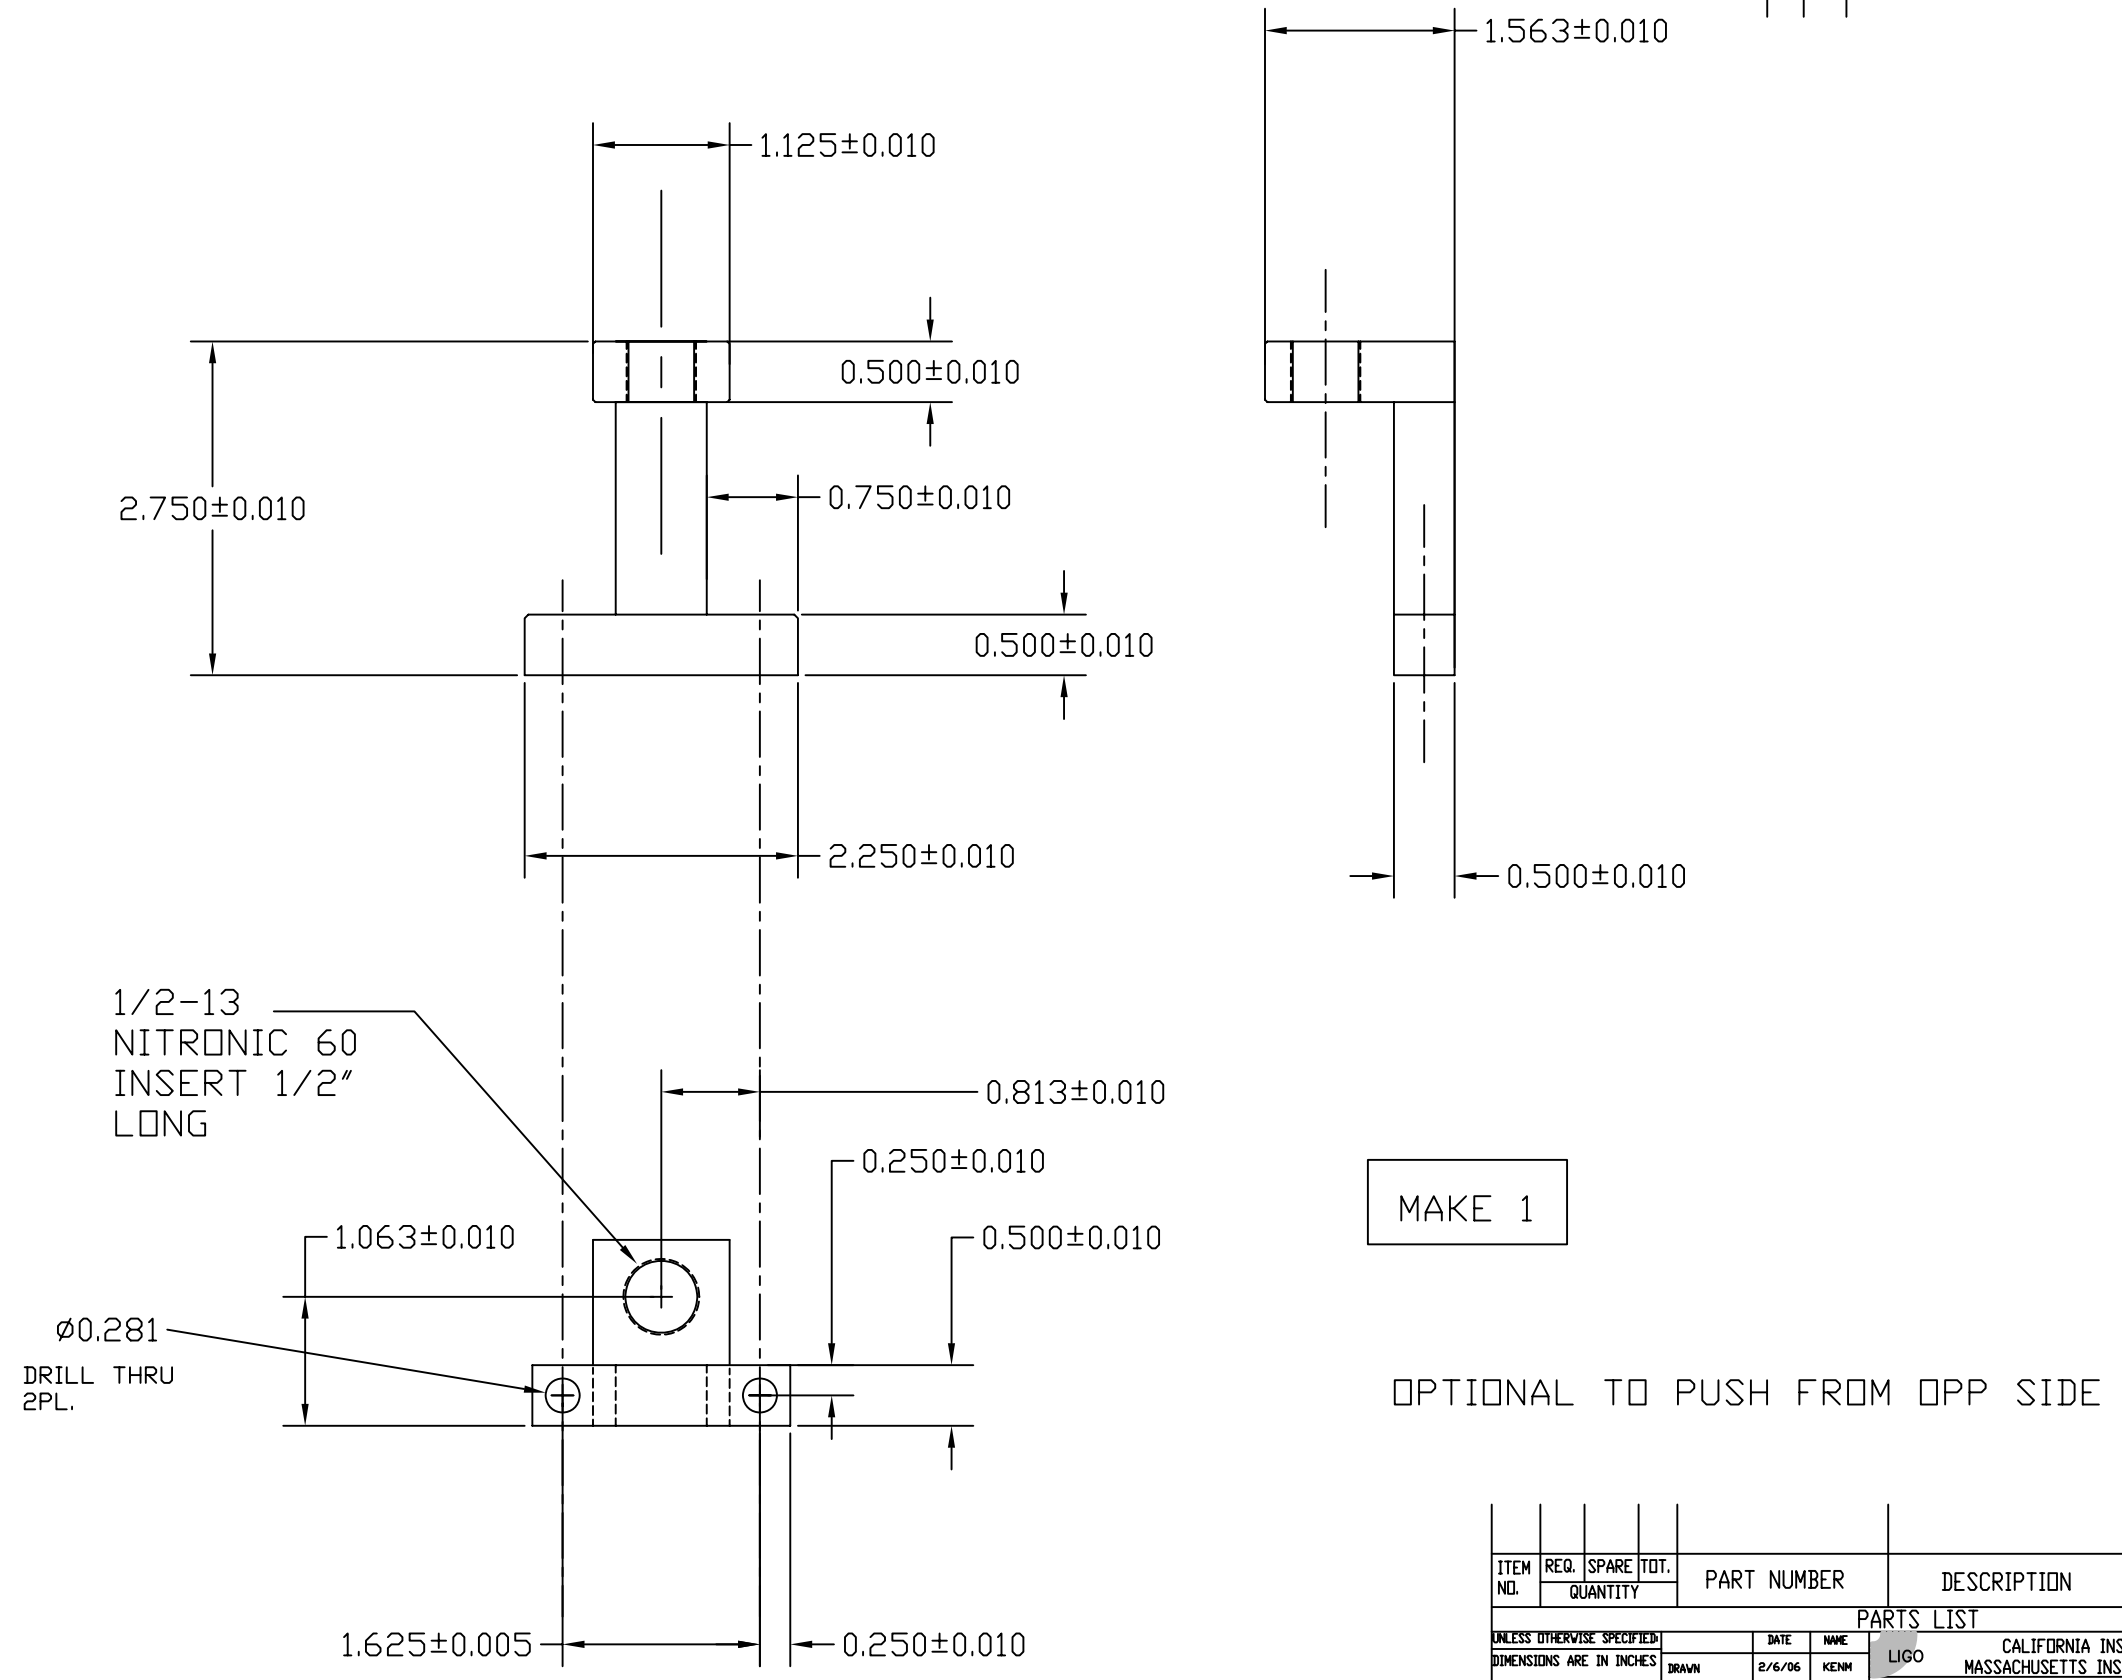 1.563±0.010
1.125±0.010
0.500±0.010
2.750±0.010
0.750±0.010
0.500±0.010
2.250±0.010
0.500±0.010
1/2-13
NITRONIC 60
INSERT 1/2"
LONG
0.813±0.010
0.250±0.010
1.063±0.010
0.500±0.010
MAKE 1
Ø0.281
DRILL THRU
2PL.
OPTIONAL TO PUSH FROM OPP SIDE
1.625±0.005
0.250±0.010
ITEM NO.
REQ. SPARE TOT.
QUANTITY
PART NUMBER
DESCRIPTION
PARTS LIST
UNLESS OTHERWISE SPECIFIED:
DIMENSIONS ARE IN INCHES
DATE NAME
DRAWN 2/6/06 KENM
LIGO
CALIFORNIA INS
MASSACHUSETTS INS